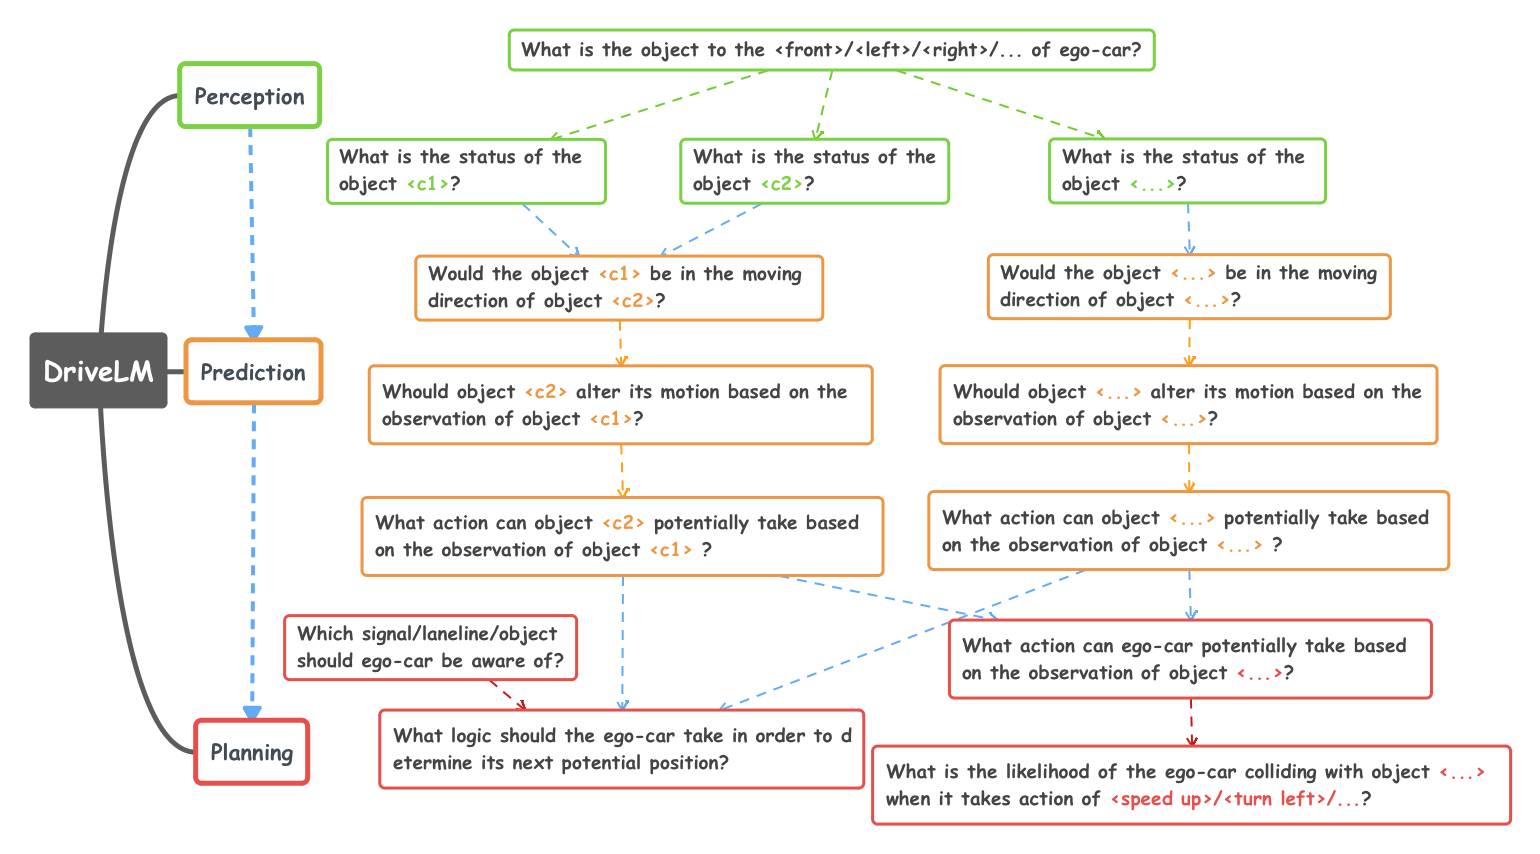 What is the object to the <front>/<left>/<right>/... of ego-car?
Perception
What is the status of the
object <c1>?
What is the status of the
object <c2>?
What is the status of the
object <...>?
Would the object <c1> be in the moving
direction of object <c2>?
Would the object <...> be in the moving
direction of object <...>?
DriveLM
Prediction
Whould object <c2> alter its motion based on the
observation of object <c1>?
Whould object <...> alter its motion based on the
observation of object <...>?
What action can object <c2> potentially take based
on the observation of object <c1> ?
What action can object <...> potentially take based
on the observation of object <...> ?
Which signal/laneline/object
should ego-car be aware of?
What action can ego-car potentially take based
on the observation of object <...>?
Planning
What logic should the ego-car take in order to d
etermine its next potential position?
What is the likelihood of the ego-car colliding with object <...>
when it takes action of <speed up>/<turn left>/...?